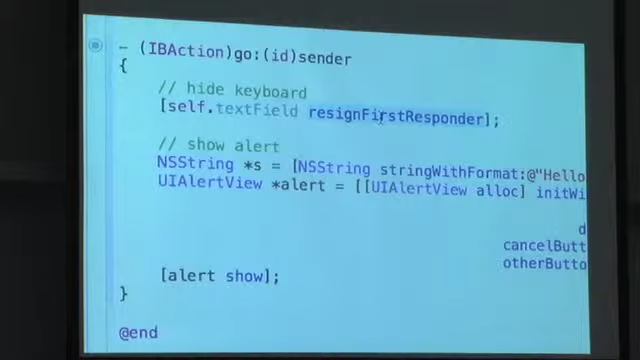 - (IBAction)go:(id)sender
{
// hide keyboard
[self.textField resignFirstResponder];
// show alert
NSString *s = [NSString stringWithFormat:@"Hello
UIAlertView *alert = [[UIAlertView alloc] initWi
d
cancelButt
otherButto
[alert show];
}
@end